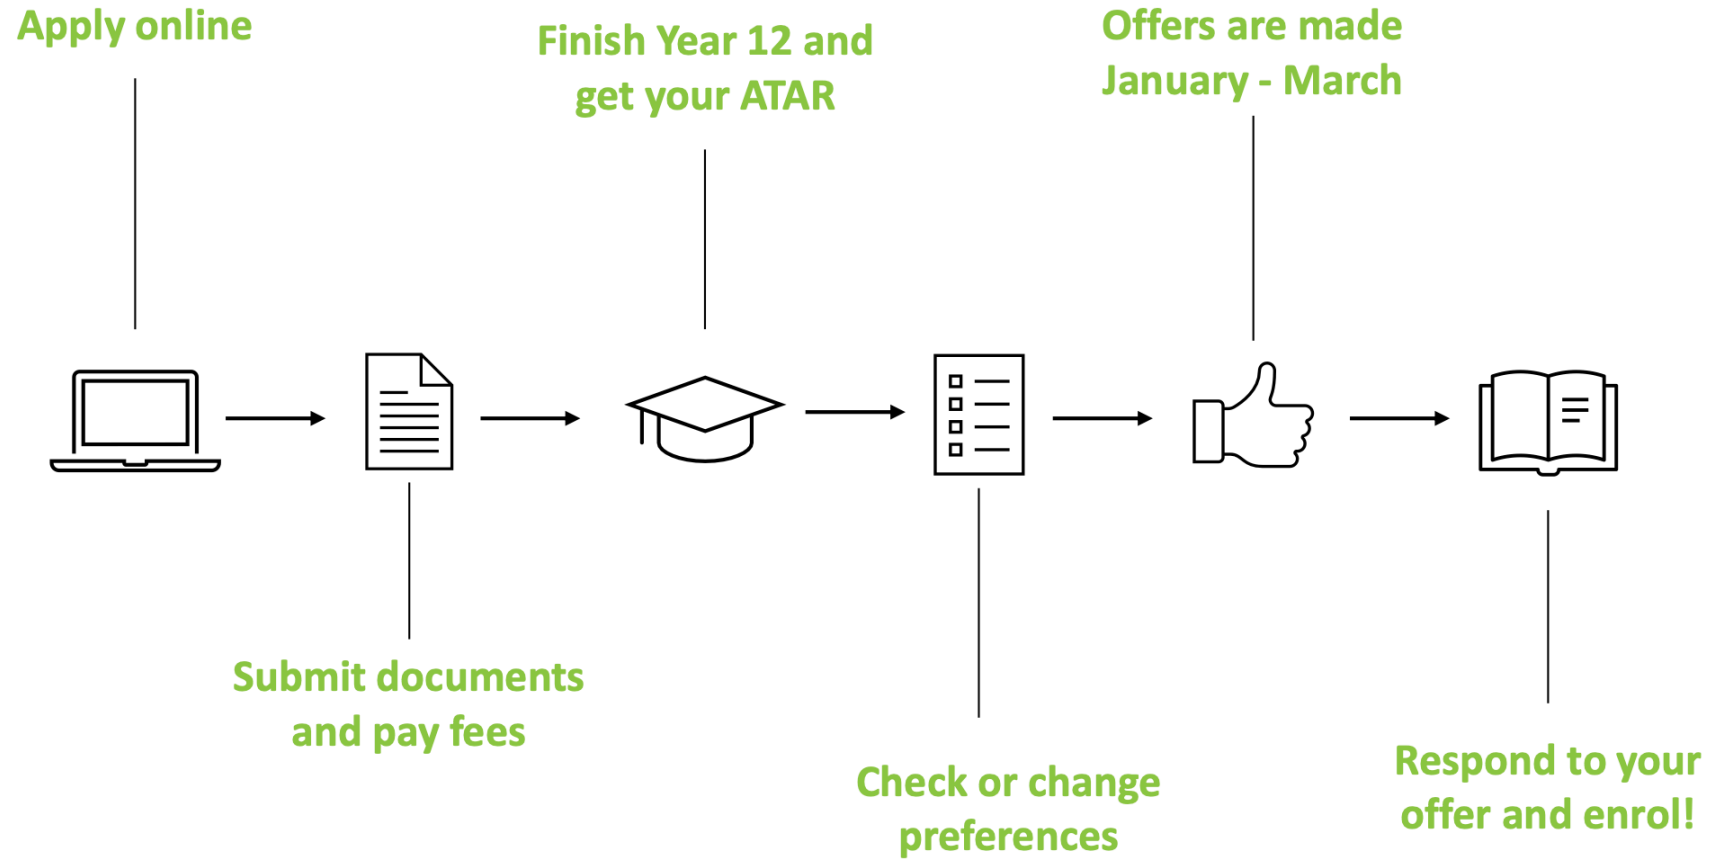 Apply online
Submit documents
and pay fees
Finish Year 12 and
get your ATAR
Check or change
preferences
Offers are made
January - March
Respond to your
offer and enrol!